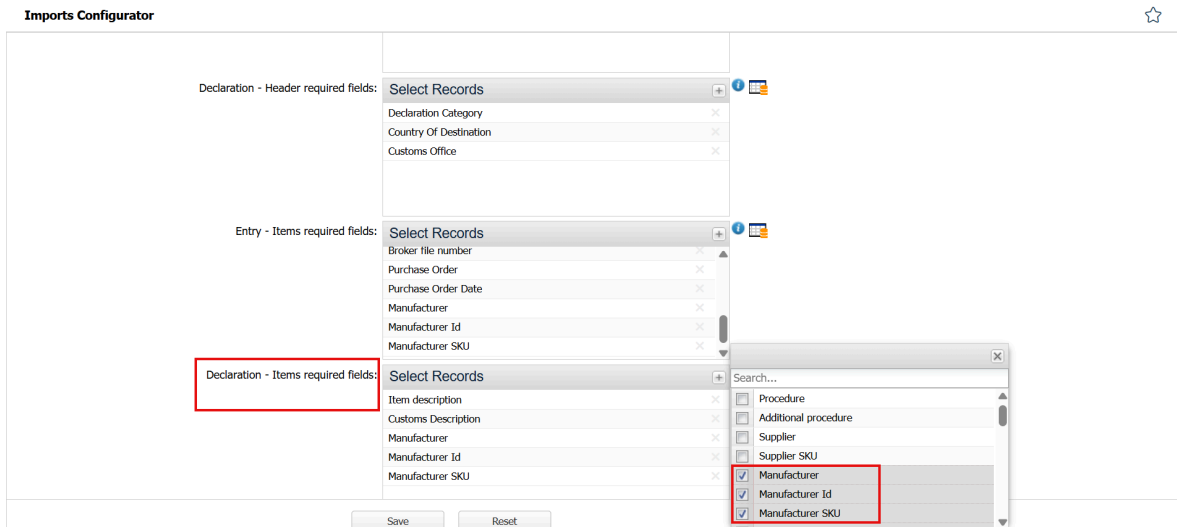 Imports Configurator
Declaration - Header required fields:
Select Records
Declaration Category
Country Of Destination
Customs Office
Entry - Items required fields:
Select Records
Broker file number
Purchase Order
Purchase Order Date
Manufacturer
Manufacturer Id
Manufacturer SKU
Declaration - Items required fields:
Select Records
Item description
Customs Description
Manufacturer
Manufacturer Id
Manufacturer SKU
Search...
Procedure
Additional procedure
Supplier
Supplier SKU
Manufacturer
Manufacturer Id
Manufacturer SKU
Save
Reset